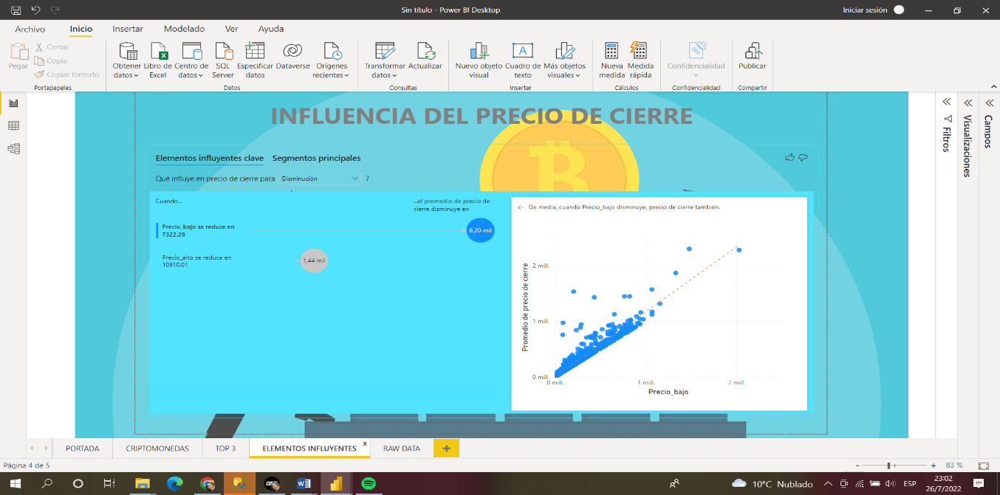 Sin título - Power BI Desktop
Iniciar sesión
Archivo Inicio Insertar Modelado Ver Ayuda
Pegar
Cortar
Copia
Copiar formato
Portapapeles
Obtener datos
Libro de Excel
Centro de datos
SQL Server
Especificar datos
Dataverse
Orígenes recientes
Datos
Transformar datos
Actualizar
Consultas
Nuevo objeto visual
Cuadro de texto
Más objetos visuales
Insertar
Nueva medida
Medida rápida
Cálculos
Confidencialidad
Confidencialidad
Publicar
Compartir
INFLUENCIA DEL PRECIO DE CIERRE
Elementos influyentes clave Segmentos principales
Qué influye en precio de cierre para Disminución ?
Cuando...
...el promedio de precio de
cierre disminuye en
Precio_bajo se reduce en
7322.28
6,20 mil
Precio_alto se reduce en
10910.01
1,44 mil
De media, cuando Precio_bajo disminuye, precio de cierre también.
Promedio de precio de cierre
2 mill.
1 mill.
0 mill.
0 mill. 1 mill. 2 mill.
Precio_bajo
Filtros
Visualizaciones
Campos
PORTADA CRIPTOMONEDAS TOP 3 ELEMENTOS INFLUYENTES x RAW DATA +
Página 4 de 5
- + 83 %
10°C Nublado
ESP
23:02
26/7/2022